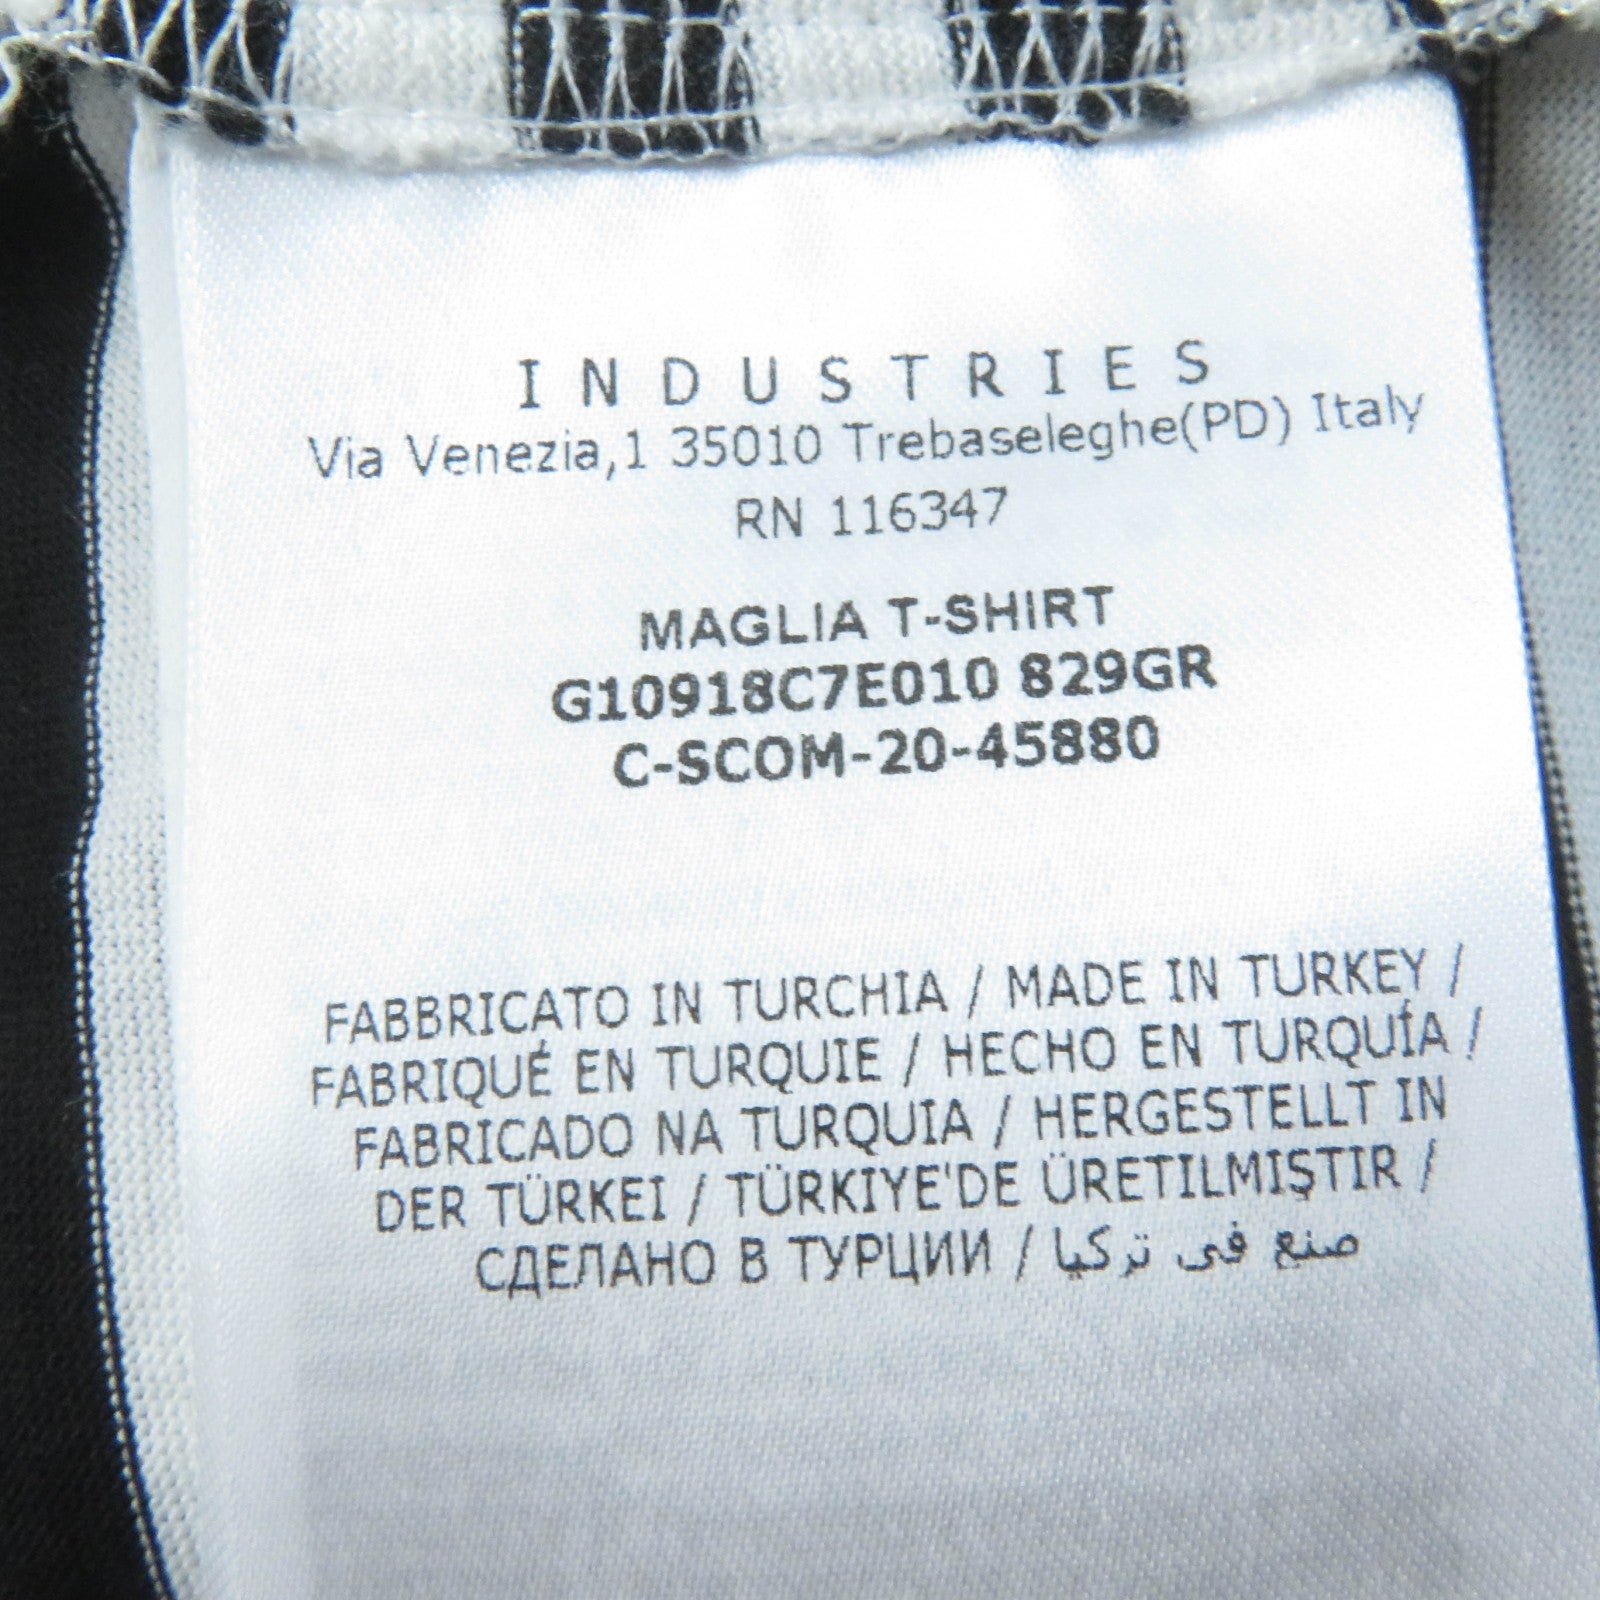 INDUSTRIES
Via Venezia,1 35010 Trebaseleghe(PD) Italy
RN 116347
MAGLIA T-SHIRT
G10918C7E010 829GR
C-SCOM-20-45880
FABBRICATO IN TURCHIA / MADE IN TURKEY /
FABRIQUÉ EN TURQUIE / HECHO EN TURQUÍA /
FABRICADO NA TURQUIA / HERGESTELLT IN
DER TÜRKEI / TÜRKIYE'DE ÜRETILMIŞTIR /
СДЕЛАНО В ТУРЦИИ / صنع في تركيا